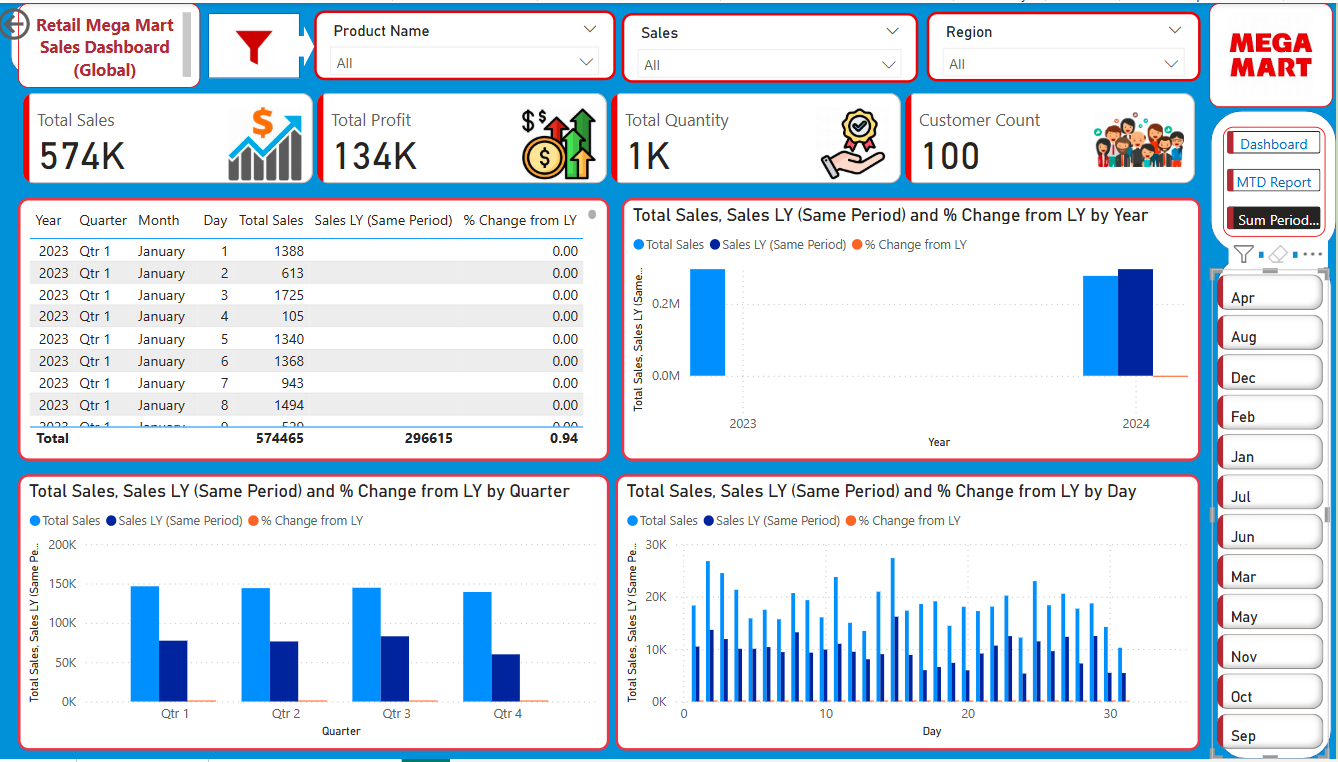 Retail Mega Mart
Sales Dashboard
(Global)
Product Name
All
Sales
All
Region
All
MEGA
MART
Total Sales
574K
Total Profit
134K
Total Quantity
1K
Customer Count
100
Dashboard
MTD Report
Sum Period...
Year Quarter Month Day Total Sales Sales LY (Same Period) % Change from LY
2023 Qtr 1 January 1 1388 0.00
2023 Qtr 1 January 2 613 0.00
2023 Qtr 1 January 3 1725 0.00
2023 Qtr 1 January 4 105 0.00
2023 Qtr 1 January 5 1340 0.00
2023 Qtr 1 January 6 1368 0.00
2023 Qtr 1 January 7 943 0.00
2023 Qtr 1 January 8 1494 0.00
Total 574465 296615 0.94
Total Sales, Sales LY (Same Period) and % Change from LY by Year
Total Sales Sales LY (Same Period) % Change from LY
Total Sales, Sales LY (Same...
0.2M
0.0M
2023 2024
Year
Total Sales, Sales LY (Same Period) and % Change from LY by Quarter
Total Sales Sales LY (Same Period) % Change from LY
Total Sales, Sales LY (Same Pe...
200K
150K
100K
50K
0K
Qtr 1 Qtr 2 Qtr 3 Qtr 4
Quarter
Total Sales, Sales LY (Same Period) and % Change from LY by Day
Total Sales Sales LY (Same Period) % Change from LY
Total Sales, Sales LY (Same Pe...
30K
20K
10K
0K
0 10 20 30
Day
Apr
Aug
Dec
Feb
Jan
Jul
Jun
Mar
May
Nov
Oct
Sep